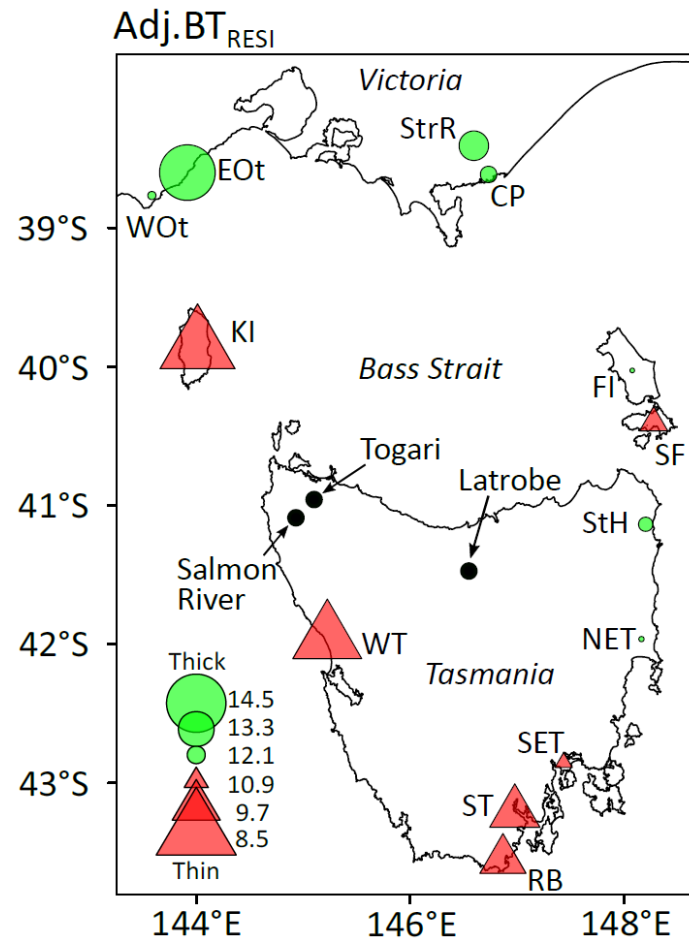 Adj.BT_RESI
Victoria
StrR
EOt
CP
WOt
39°S
KI
40°S
Bass Strait
FI
SF
Togari
Latrobe
41°S
StH
Salmon
River
42°S
WT
NET
Thick
Tasmania
14.5
13.3
SET
12.1
43°S
10.9
ST
9.7
8.5
Thin
RB
144°E
146°E
148°E